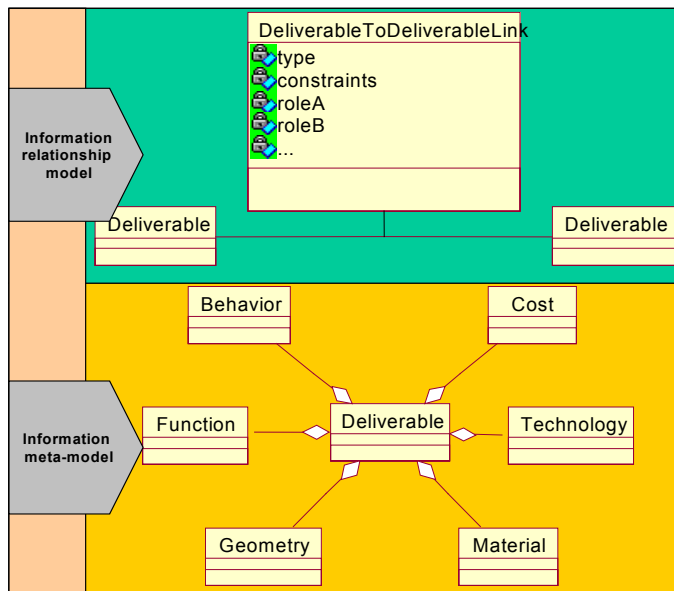 DeliverableToDeliverableLink
type
constraints
roleA
roleB
...
Information
relationship
model
Deliverable
Deliverable
Behavior
Cost
Function
Deliverable
Technology
Information
meta-model
Geometry
Material